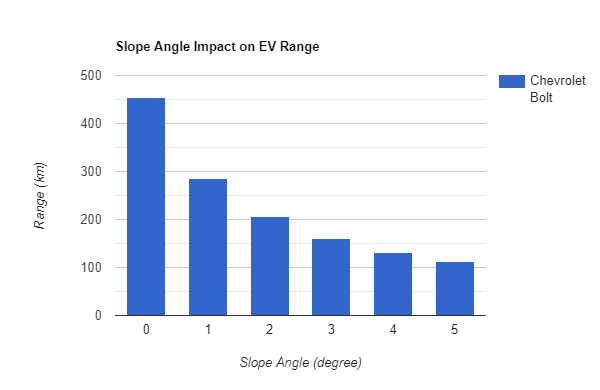 Slope Angle Impact on EV Range
500
400
300
200
100
0
Range (km)
0 1 2 3 4 5
Slope Angle (degree)
Chevrolet
Bolt